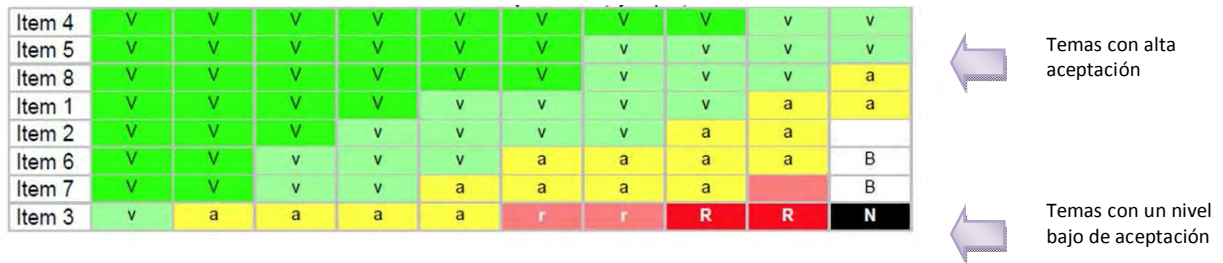 Item 4 V V V V V V V V v v
Item 5 V V V V V V v v v v
Item 8 V V V V V V v v v a
Item 1 V V V V v v v v a a
Item 2 V V V v v v v a a
Item 6 V V v v v a a a a B
Item 7 V V v v a a a a B
Item 3 v a a a a r r R R N
Temas con alta
aceptación
Temas con un nivel
bajo de aceptación